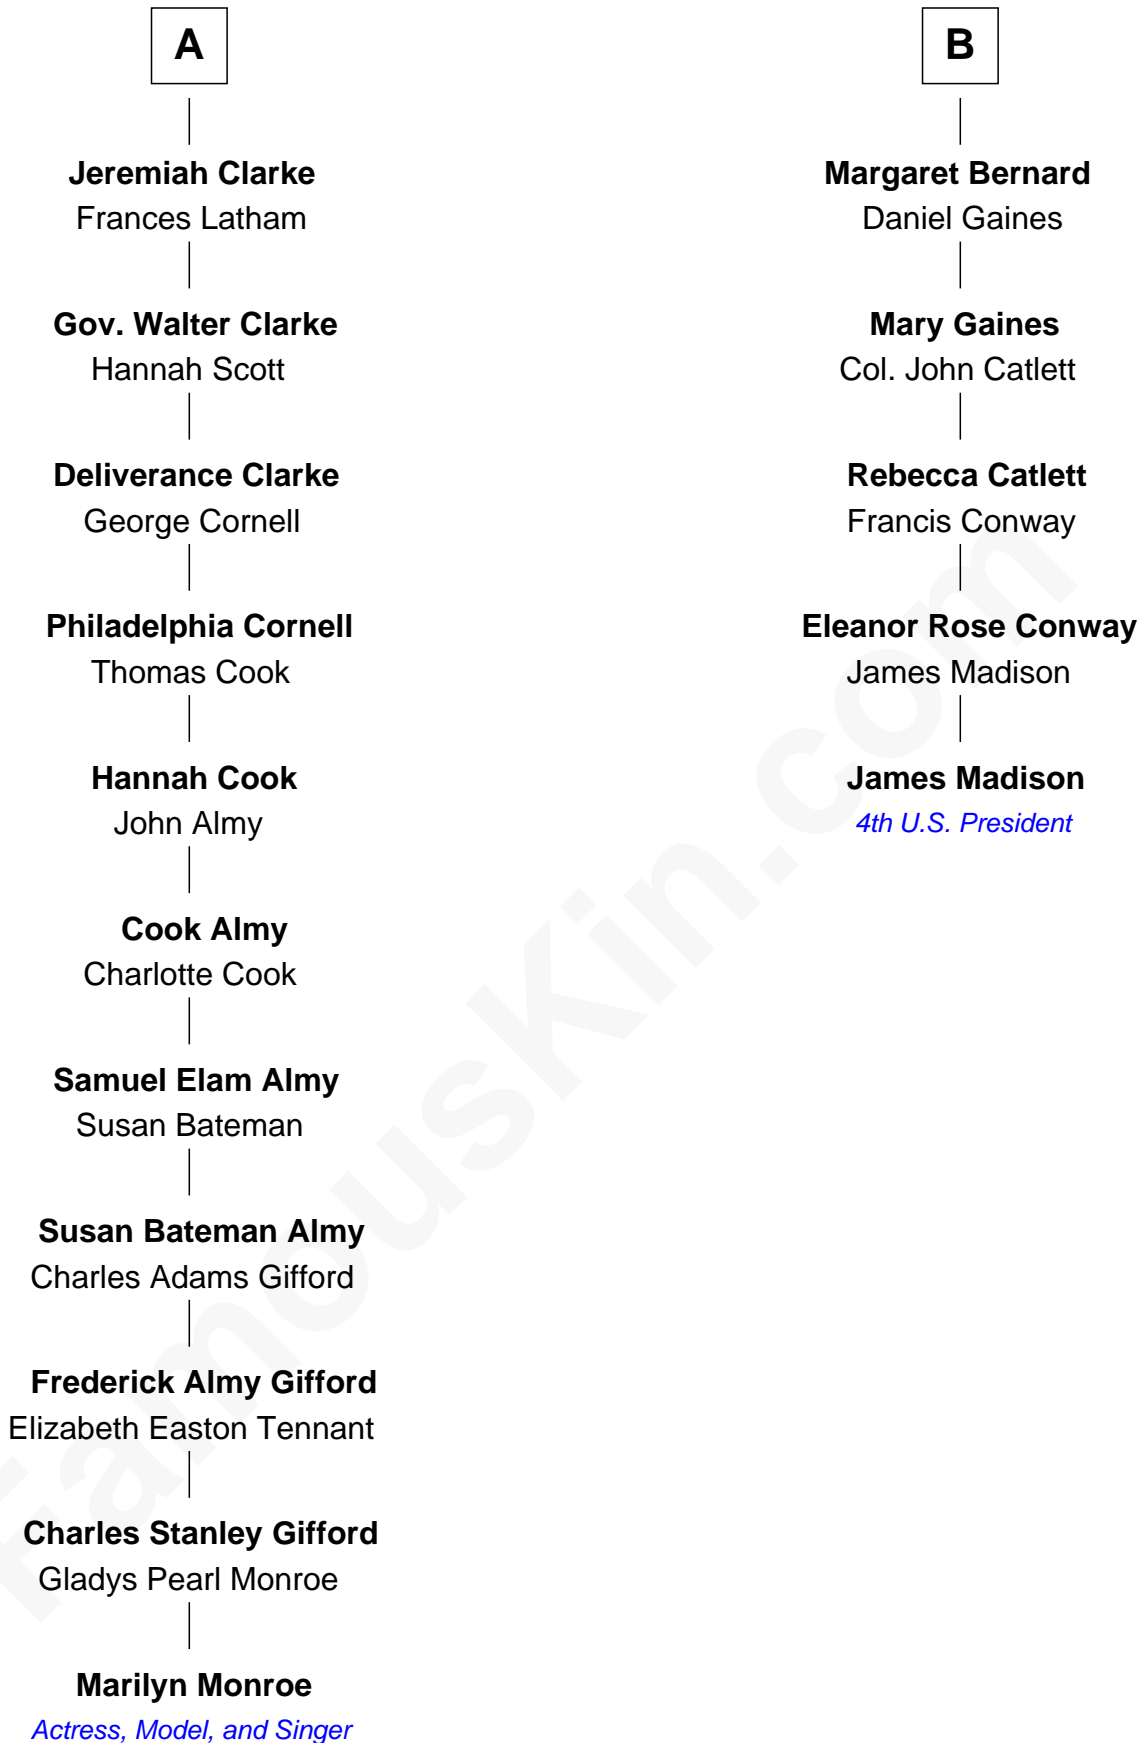 A
Jeremiah Clarke
Frances Latham
Gov. Walter Clarke
Hannah Scott
Deliverance Clarke
George Cornell
Philadelphia Cornell
Thomas Cook
Hannah Cook
John Almy
Cook Almy
Charlotte Cook
Samuel Elam Almy
Susan Bateman
Susan Bateman Almy
Charles Adams Gifford
Frederick Almy Gifford
Elizabeth Easton Tennant
Charles Stanley Gifford
Gladys Pearl Monroe
Marilyn Monroe
Actress, Model, and Singer
B
Margaret Bernard
Daniel Gaines
Mary Gaines
Col. John Catlett
Rebecca Catlett
Francis Conway
Eleanor Rose Conway
James Madison
James Madison
4th U.S. President
FamousKin.com